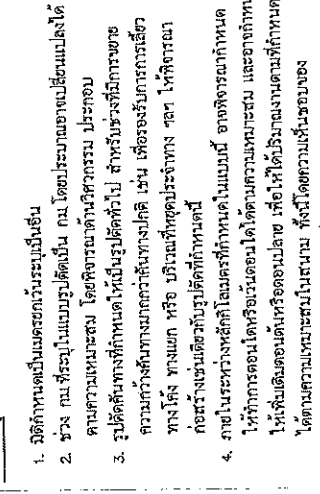 1. มิติกำหนดเป็นเมตรยกเว้นระบุเป็นอื่น
2. ช่วง กม.ที่ระบุในแบบรูปตัดเป็น กม.โดยประมาณอาจเปลี่ยนแปลงได้
ตามความเหมาะสม โดยพิจารณาด้านวิศวกรรม ประกอบ
3. รูปตัดคันทางที่กำหนดให้เป็นรูปตัดทั่วไป สำหรับช่วงที่มีการขยาย
ความกว้างคันทางมากกว่าคันทางปกติ เช่น เพื่อรองรับการการเลี้ยว
ทางโค้ง ทางแยก หรือ บริเวณที่หยุดประจำทาง ฯลฯ ให้พิจารณา
ก่อสร้างเช่นเดียวกับรูปตัดที่กำหนดนี้
4. ภายในระหว่างหลักกิโลเมตรที่กำหนดในแบบนี้ อาจพิจารณากำหนด
ให้ทำการตอนใดหรือเว้นตอนใดได้ตามความเหมาะสม และอาจกำหน
ให้เพิ่มเติมตอนต้นหรือตอนปลาย เพื่อให้ได้ปริมาณงานตามที่กำหนด
ได้ตามความเหมาะสมในสนาม ทั้งนี้โดยความเห็นชอบของ